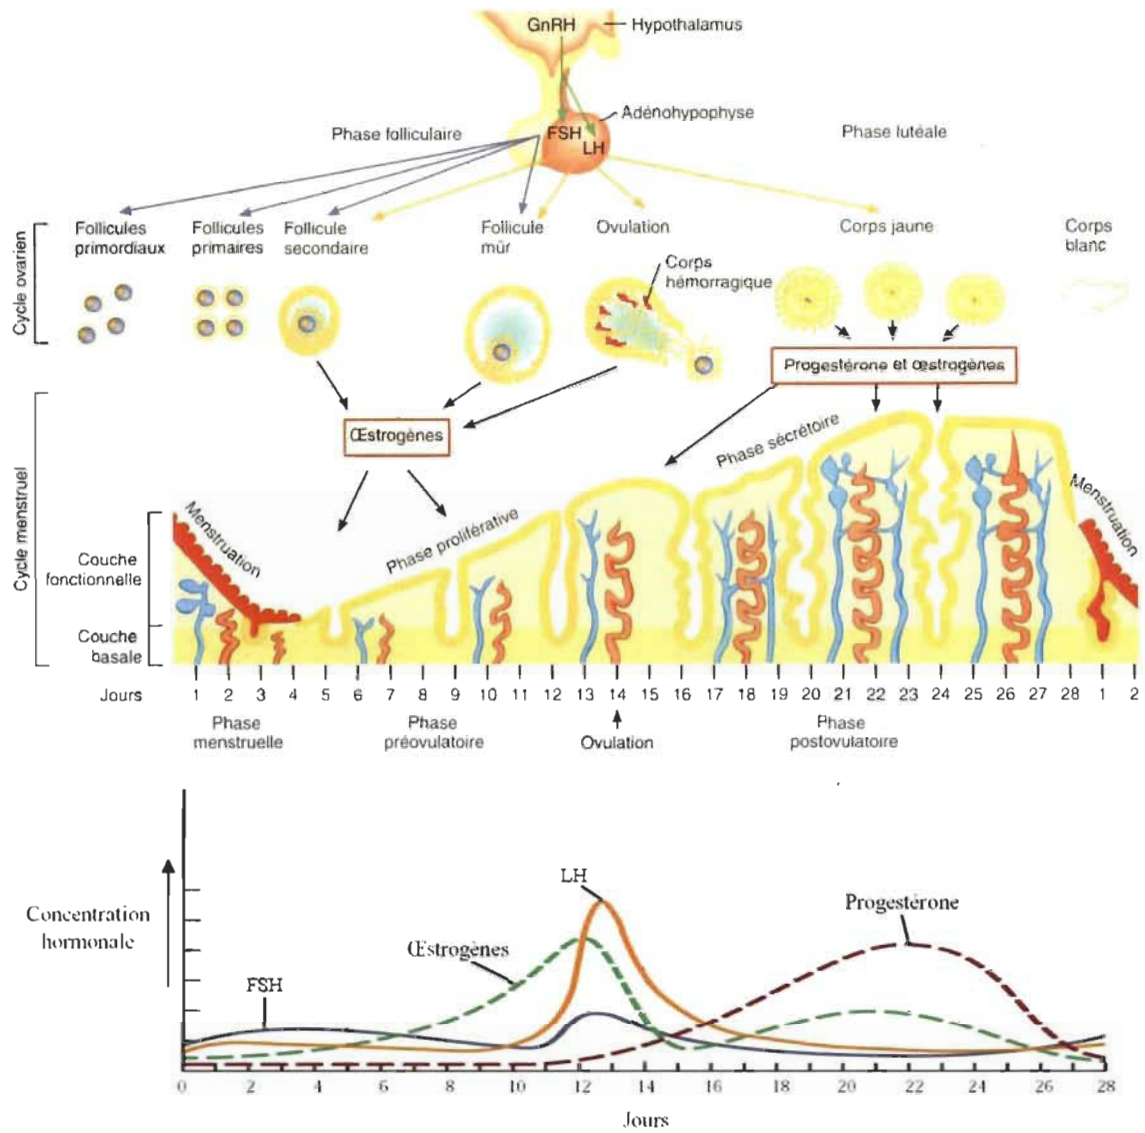 GnRH
Hypothalamus
Adénohypophyse
Phase folliculaire
FSH
LH
Phase lutéale
Cycle ovarien
Follicules
primordiaux
Follicules
primaires
Follicule
secondaire
Follicule
mûr
Ovulation
Corps jaune
Corps
blanc
Corps
hémorragique
Progestérone et œstrogènes
Œstrogènes
Cycle menstruel
Phase sécrétoire
Phase proliférative
Menstruation
Menstruation
Couche
fonctionnelle
Couche
basale
Jours 1 2 3 4 5 6 7 8 9 10 11 12 13 14 15 16 17 18 19 20 21 22 23 24 25 26 27 28 1 2
Phase
menstruelle
Phase
préovulatoire
Ovulation
Phase
postovulatoire
Concentration
hormonale
FSH
Œstrogènes
LH
Progestérone
0 2 4 6 8 10 12 14 16 18 20 22 24 26 28
Jours